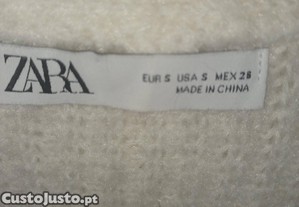 ZARA
EUR S USA S MEX 26
MADE IN CHINA
CustoJusto.pt